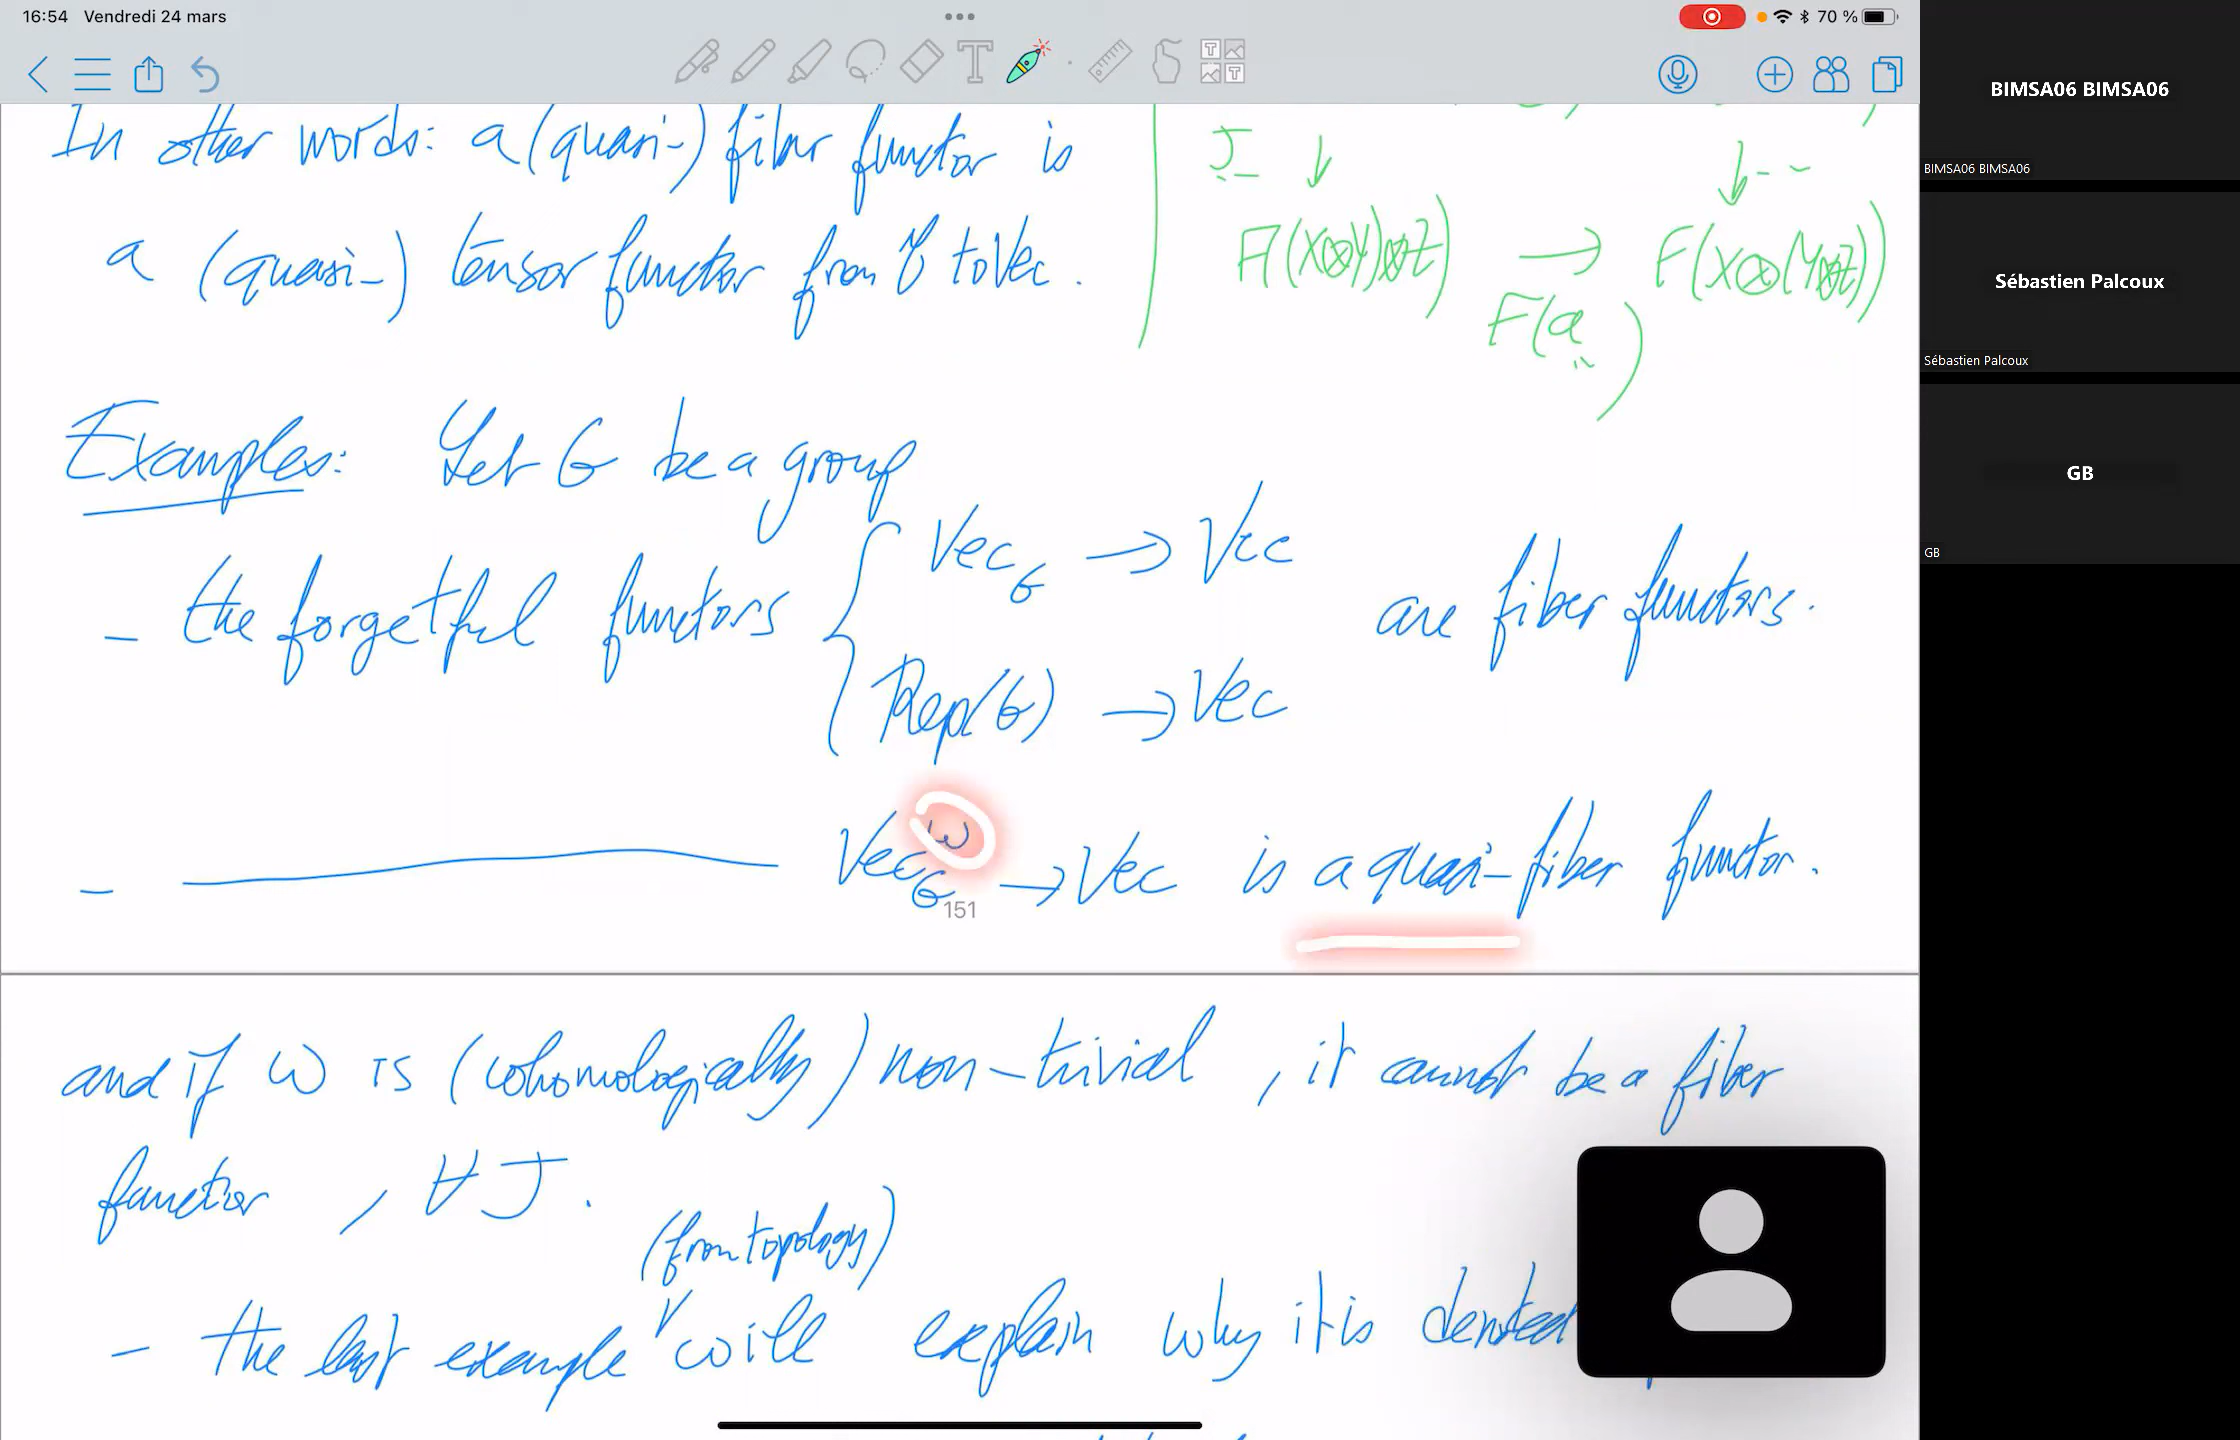 16:54 Vendredi 24 mars
70 %
In other words: a (quasi-) fiber functor is
a (quasi-) tensor functor from 𝒞 to Vec.
J
F((X⊗Y)⊗Z) → F(X⊗(Y⊗Z))
F(a
)
Examples: Let G be a group
- the forgetful functors { Vec_G → Vec
Rep(G) → Vec
are fiber functors.
- Vec_G^ω → Vec is a quasi-fiber functor.
151
and if ω is (cohomologically) non-trivial, it cannot be a fiber
functor, ∀ J.
(from topology)
- the last example will explain why it is denoted
BIMSA06 BIMSA06
BIMSA06 BIMSA06
Sébastien Palcoux
Sébastien Palcoux
GB
GB